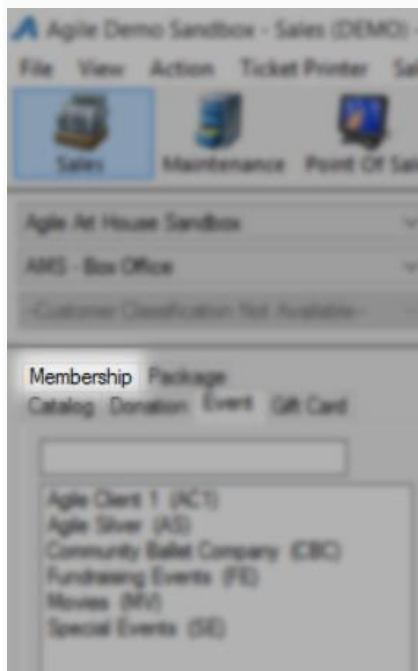 Agile Demo Sandbox - Sales (DEMO) -
File View Action Ticket Printer Sal
Sales Maintenance Point Of Sal
Agile Art House Sandbox
AMS - Box Office
-Customer Classification Not Available-
Membership Package
Catalog Donation Event Gift Card
Agile Client 1 (AC1)
Agile Silver (AS)
Community Ballet Company (CBC)
Fundraising Events (FE)
Movies (MV)
Special Events (SE)